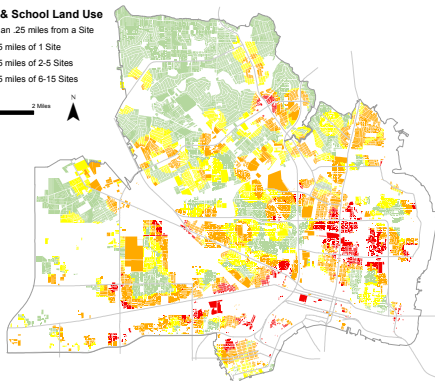 & School Land Use
an .25 miles from a Site
5 miles of 1 Site
5 miles of 2-5 Sites
5 miles of 6-15 Sites
N
2 Miles